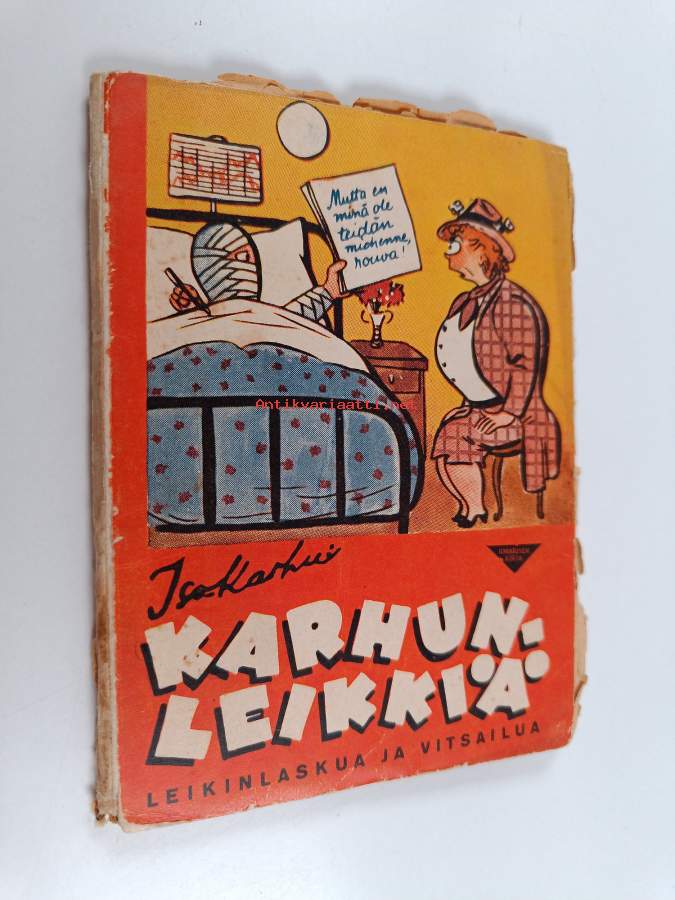 Mutta en
minä ole
teidän
miehenne,
rouva!
Antikvariaatti.net
Iso-Karhu
KARHUN-
LEIKKIÄ
LEIKINLASKUA JA VITSAILUA